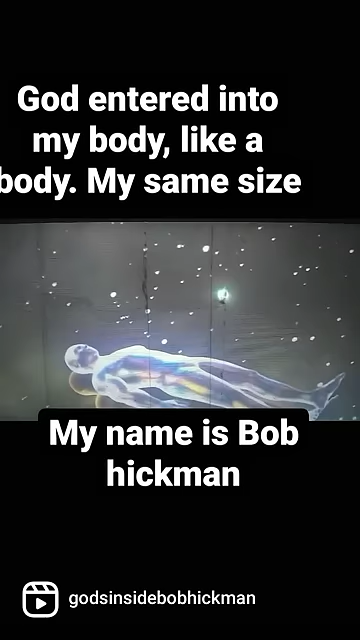 God entered into
my body, like a
body. My same size
My name is Bob
hickman
godsinsidebobhickman